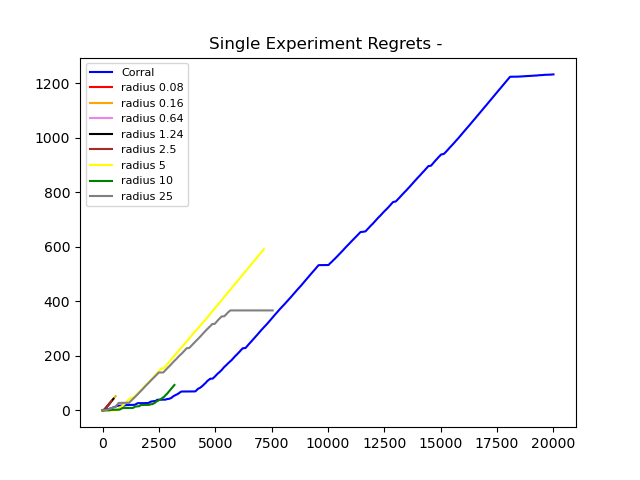 Single Experiment Regrets -
Corral
radius 0.08
radius 0.16
radius 0.64
radius 1.24
radius 2.5
radius 5
radius 10
radius 25
1200
1000
800
600
400
200
0
0 2500 5000 7500 10000 12500 15000 17500 20000